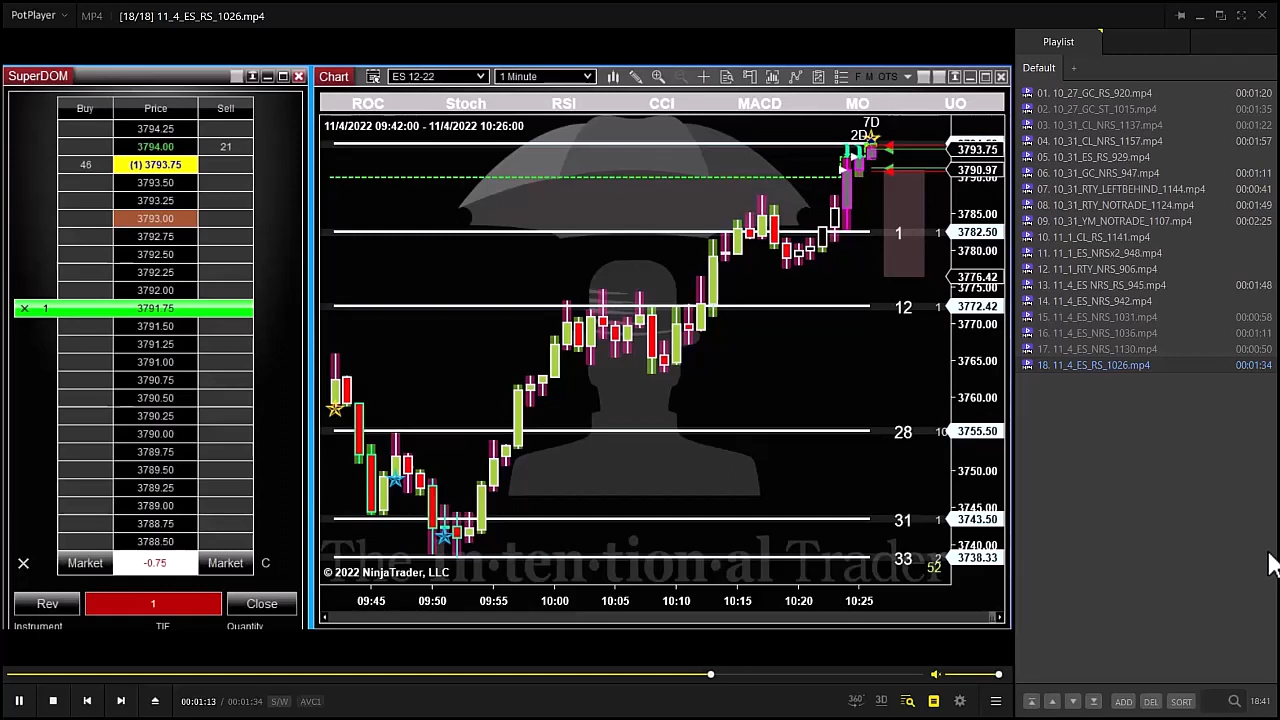 PotPlayer MP4 [18/18] 11_4_ES_RS_1026.mp4
SuperDOM
Buy Price Sell
3794.25
3794.00 21
46 (1) 3793.75
3793.50
3793.25
3793.00
3792.75
3792.50
3792.25
3792.00
1 3791.75
3791.50
3791.25
3791.00
3790.75
3790.50
3790.25
3790.00
3789.75
3789.50
3789.25
3789.00
3788.75
3788.50
Market -0.75 Market C
Rev 1 Close
Instrument TIF Quantity
Chart ES 12-22 1 Minute F M OTS
ROC Stoch RSI CCI MACD MO UO
11/4/2022 09:42:00 - 11/4/2022 10:26:00
7D
2D
3793.75
3790.97
3785.00
1 1 3782.50
3780.00
3776.42
3775.00
12 1 3772.42
3770.00
3765.00
3760.00
28 10 3755.50
3750.00
3745.00
31 1 3743.50
3740.00
33 2 3738.33
52
The In·ten·tion·al Trader
© 2022 NinjaTrader, LLC
09:45 09:50 09:55 10:00 10:05 10:10 10:15 10:20 10:25
Playlist
Default +
01. 10_27_GC_RS_920.mp4 00:01:20
02. 10_27_GC_ST_1015.mp4 00:01:35
03. 10_31_CL_NRS_1137.mp4 00:01:22
04. 10_31_CL_NRS_1157.mp4 00:01:57
05. 10_31_ES_RS_929.mp4
06. 10_31_GC_NRS_947.mp4 00:01:11
07. 10_31_RTY_LEFTBEHIND_1144.mp4 00:00:41
08. 10_31_RTY_NOTRADE_1124.mp4 00:01:49
09. 10_31_YM_NOTRADE_1107.mp4 00:02:25
10. 11_1_CL_RS_1141.mp4
11. 11_1_ES_NRSx2_948.mp4
12. 11_1_RTY_NRS_906.mp4
13. 11_4_ES_NRS_RS_945.mp4 00:01:48
14. 11_4_ES_NRS_942.mp4
15. 11_4_ES_NRS_1031.mp4 00:00:58
16. 11_4_ES_NRS_1036.mp4 00:01:11
17. 11_4_ES_NRS_1130.mp4 00:00:50
18. 11_4_ES_RS_1026.mp4 00:01:34
00:01:13 / 00:01:34 S/W AVC1
360° 3D
ADD DEL SORT 18:41